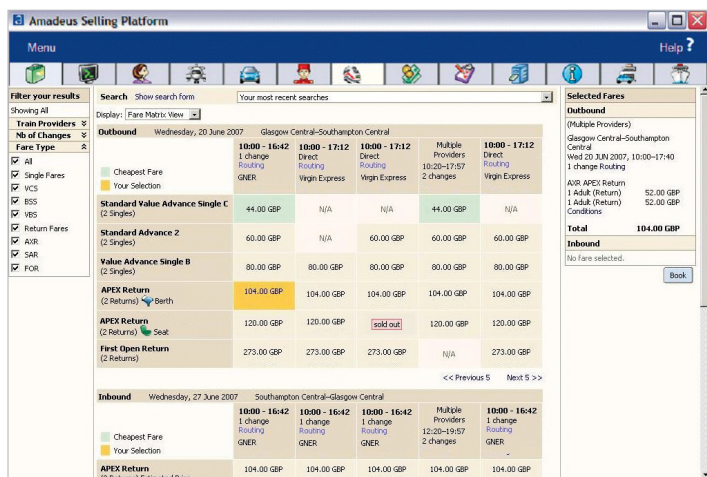 Amadeus Selling Platform
Menu
Help ?
Filter your results
Showing All
Train Providers
Nb of Changes
Fare Type
All
Single Fares
VCS
BSS
VBS
Return Fares
AXR
SAR
FOR
Search Show search form Your most recent searches
Display: Fare Matrix View
Outbound Wednesday, 20 June 2007 Glasgow Central–Southampton Central
Cheapest Fare
Your Selection
10:00 - 16:42
1 change
Routing
GNER
10:00 - 17:12
Direct
Routing
Virgin Express
10:00 - 17:12
Direct
Routing
Virgin Express
Multiple
Providers
10:20–17:57
2 changes
10:00 - 17:12
Direct
Routing
Virgin Express
Standard Value Advance Single C
(2 Singles)
44.00 GBP N/A N/A 44.00 GBP N/A
Standard Advance 2
(2 Singles)
60.00 GBP N/A 60.00 GBP 60.00 GBP 60.00 GBP
Value Advance Single B
(2 Singles)
80.00 GBP 80.00 GBP 80.00 GBP 80.00 GBP 80.00 GBP
APEX Return
(2 Returns) Berth
104.00 GBP 104.00 GBP 104.00 GBP 104.00 GBP 104.00 GBP
APEX Return
(2 Returns) Seat
120.00 GBP 120.00 GBP sold out 120.00 GBP 120.00 GBP
First Open Return
(2 Returns)
273.00 GBP 273.00 GBP 273.00 GBP N/A 273.00 GBP
<< Previous 5 Next 5 >>
Inbound Wednesday, 27 June 2007 Southampton Central–Glasgow Central
Cheapest Fare
Your Selection
10:00 - 16:42
1 change
Routing
GNER
10:00 - 16:42
1 change
Routing
GNER
10:00 - 16:42
1 change
Routing
GNER
Multiple
Providers
12:20–19:57
2 changes
10:00 - 16:42
1 change
Routing
GNER
APEX Return
104.00 GBP 104.00 GBP 104.00 GBP 104.00 GBP 104.00 GBP
Selected Fares
Outbound
(Multiple Providers)
Glasgow Central–Southampton
Central
Wed 20 JUN 2007, 10:00–17:40
1 change Routing
AXR APEX Return
1 Adult (Return) 52.00 GBP
1 Adult (Return) 52.00 GBP
Conditions
Total 104.00 GBP
Inbound
No fare selected.
Book